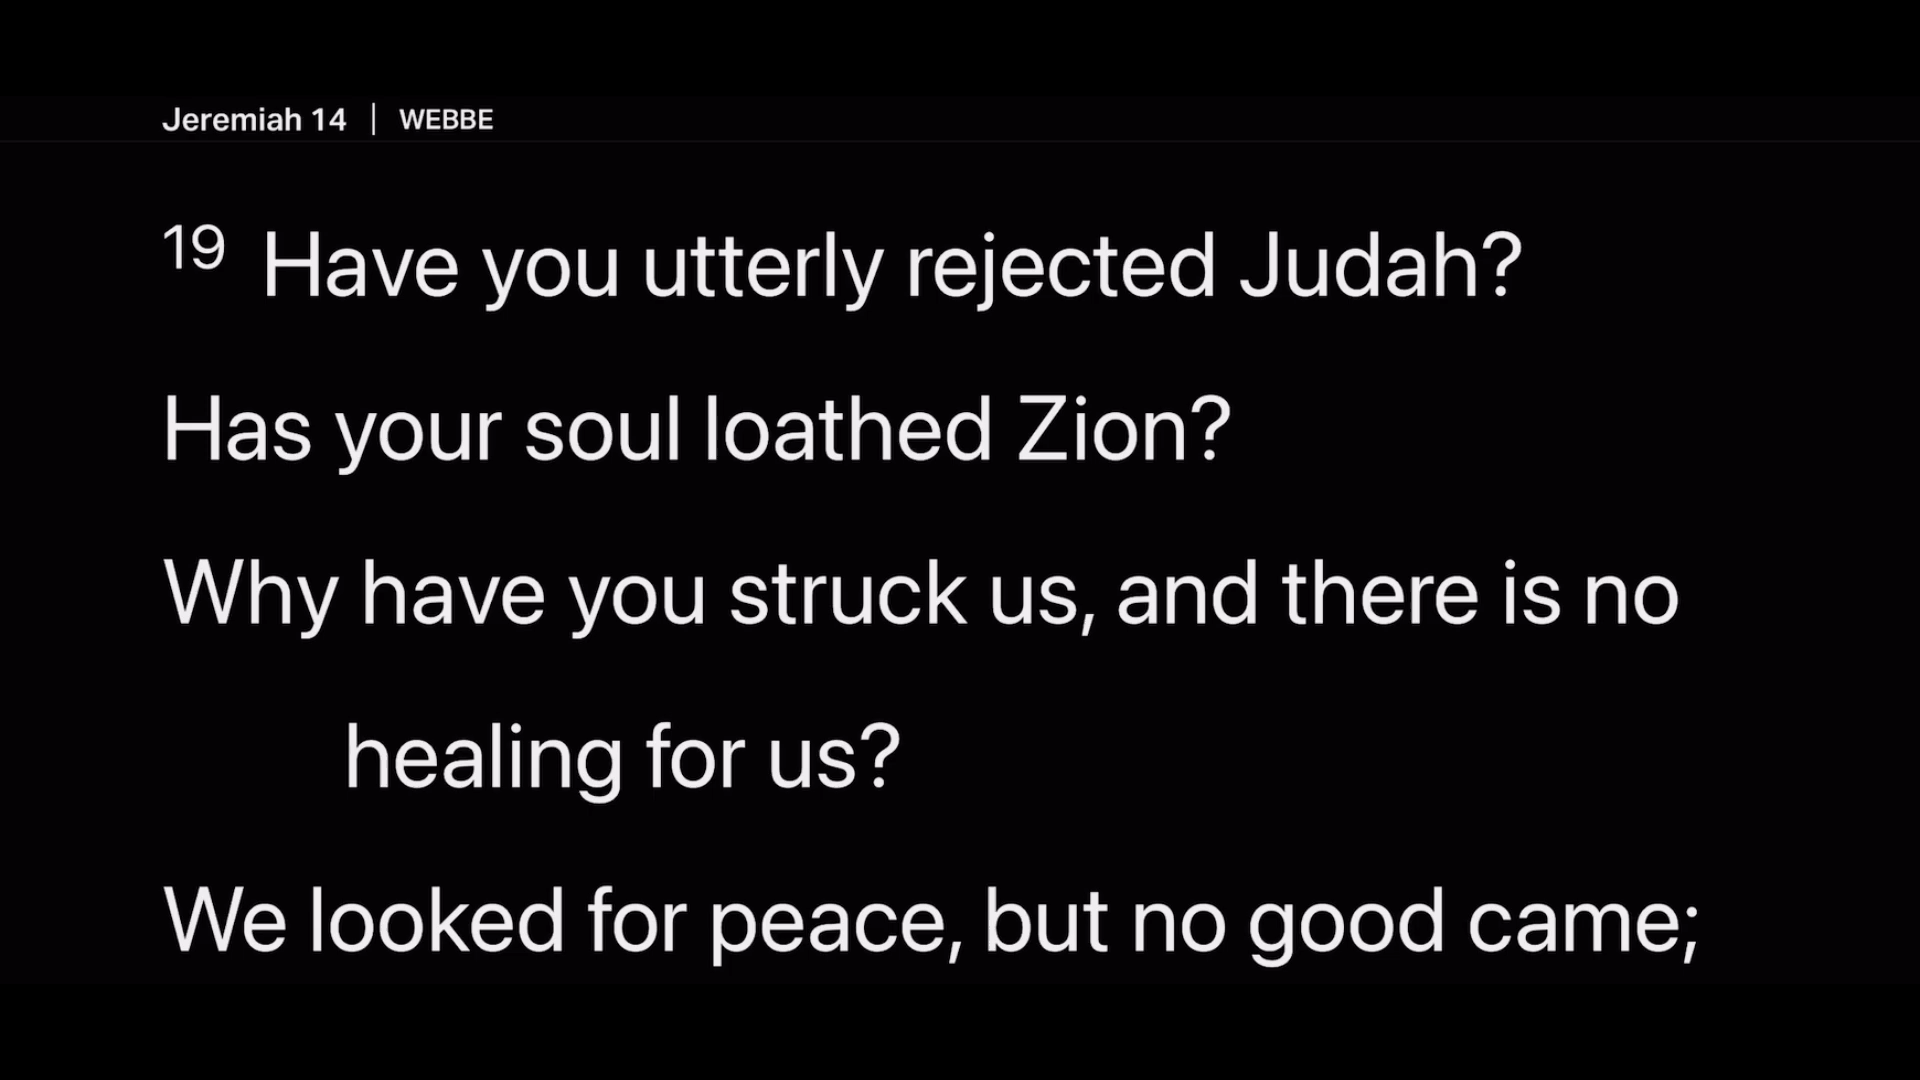 Jeremiah 14 | WEBBE
19 Have you utterly rejected Judah?
Has your soul loathed Zion?
Why have you struck us, and there is no
healing for us?
We looked for peace, but no good came;